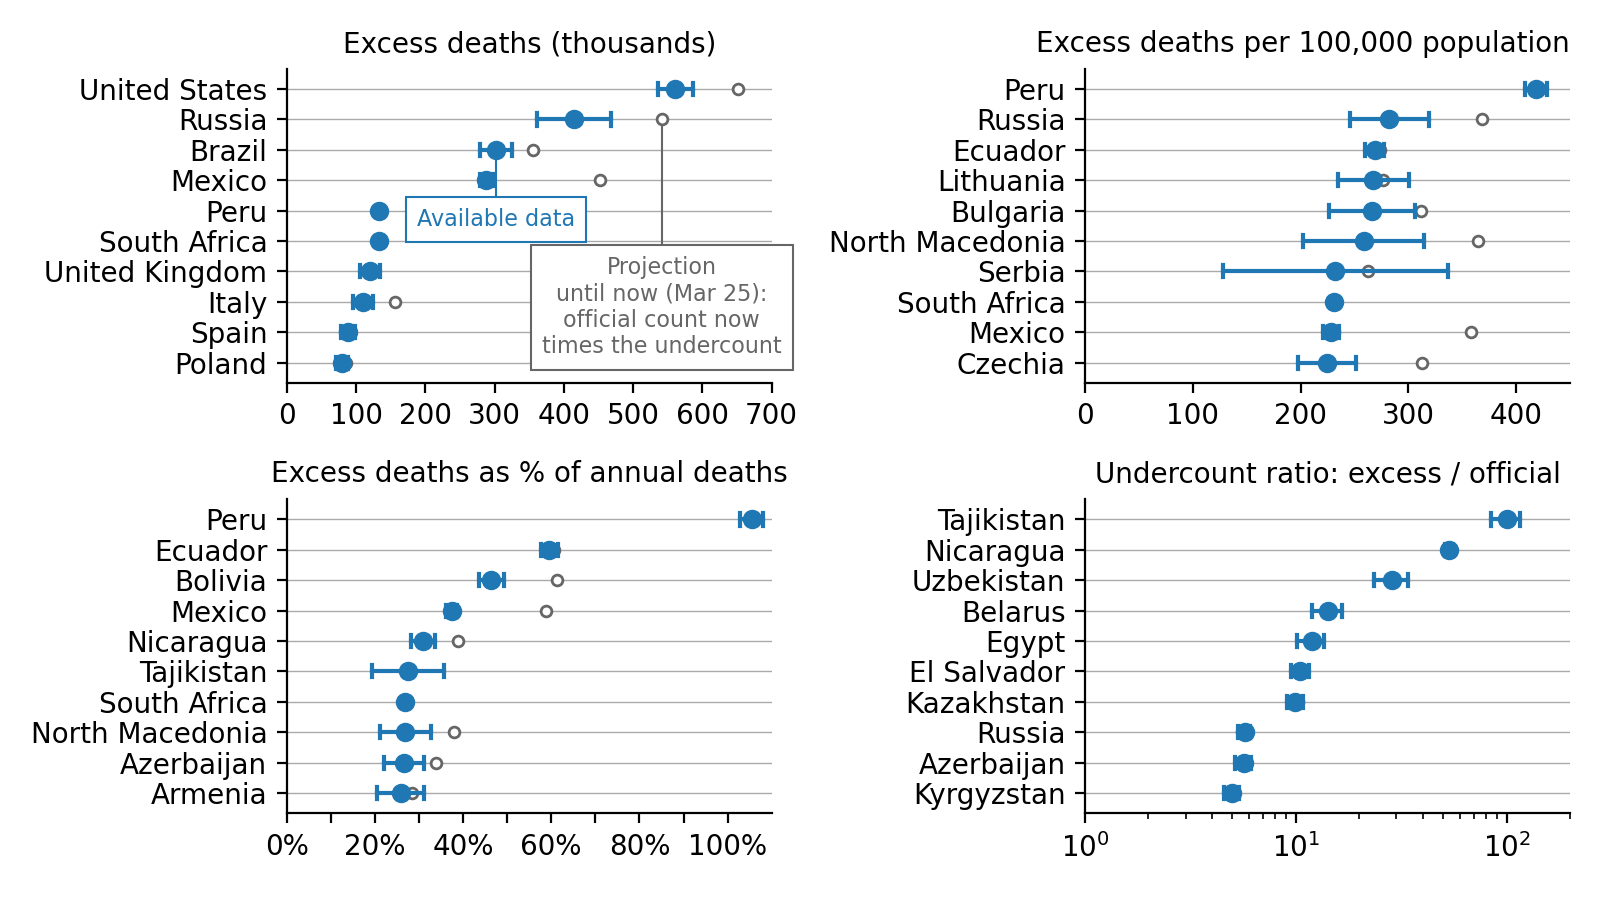 Excess deaths (thousands)
United States
Russia
Brazil
Mexico
Peru
South Africa
United Kingdom
Italy
Spain
Poland
Available data
Projection
until now (Mar 25):
official count now
times the undercount
0 100 200 300 400 500 600 700
Excess deaths per 100,000 population
Peru
Russia
Ecuador
Lithuania
Bulgaria
North Macedonia
Serbia
South Africa
Mexico
Czechia
0 100 200 300 400
Excess deaths as % of annual deaths
Peru
Ecuador
Bolivia
Mexico
Nicaragua
Tajikistan
South Africa
North Macedonia
Azerbaijan
Armenia
0% 20% 40% 60% 80% 100%
Undercount ratio: excess / official
Tajikistan
Nicaragua
Uzbekistan
Belarus
Egypt
El Salvador
Kazakhstan
Russia
Azerbaijan
Kyrgyzstan
10⁰ 10¹ 10²